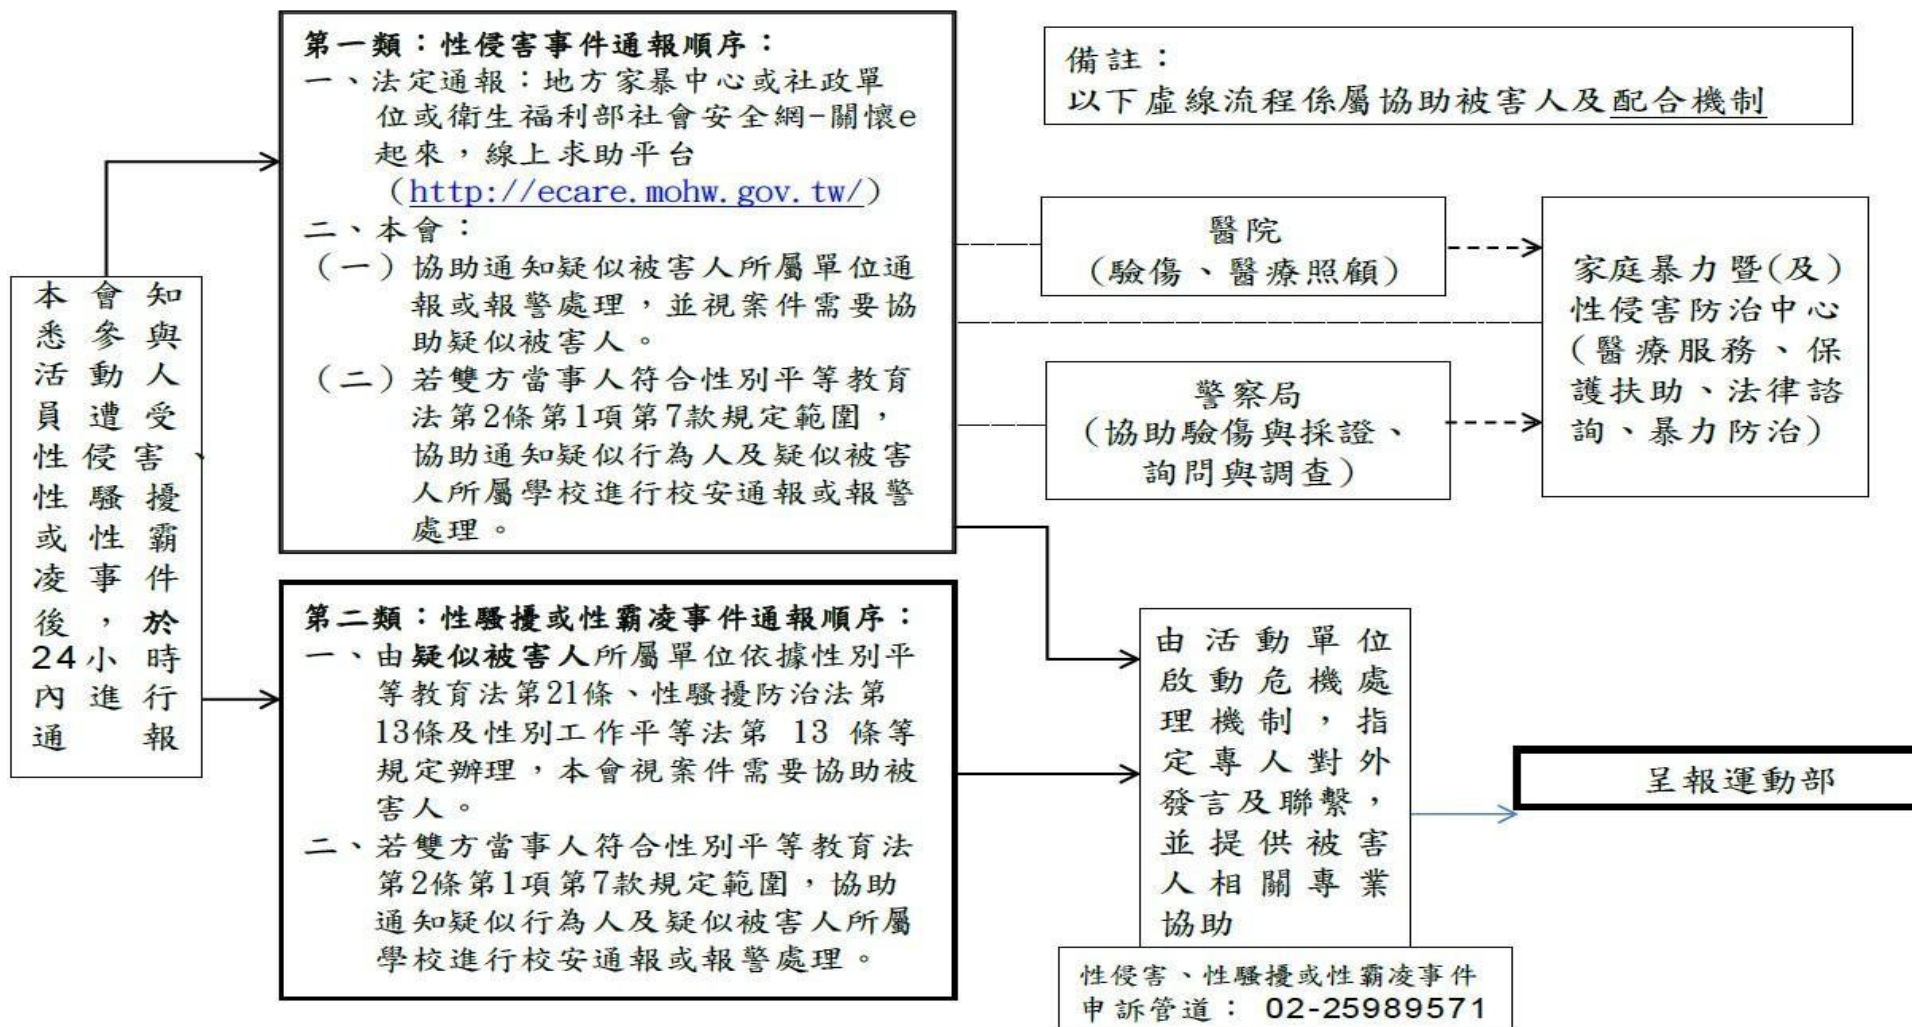 本會知
悉參與
活動人
員遭受
性侵害、
性騷擾
或性霸
凌事件
後，於
24小時
內進行
通報
第一類：性侵害事件通報順序：
一、法定通報：地方家暴中心或社政單
位或衛生福利部社會安全網-關懷e
起來，線上求助平台
（http://ecare.mohw.gov.tw/）
二、本會：
（一）協助通知疑似被害人所屬單位通
報或報警處理，並視案件需要協
助疑似被害人。
（二）若雙方當事人符合性別平等教育
法第2條第1項第7款規定範圍，
協助通知疑似行為人及疑似被害
人所屬學校進行校安通報或報警
處理。
第二類：性騷擾或性霸凌事件通報順序：
一、由疑似被害人所屬單位依據性別平
等教育法第21條、性騷擾防治法第
13條及性別工作平等法第 13 條等
規定辦理，本會視案件需要協助被
害人。
二、若雙方當事人符合性別平等教育法
第2條第1項第7款規定範圍，協助
通知疑似行為人及疑似被害人所屬
學校進行校安通報或報警處理。
備註：
以下虛線流程係屬協助被害人及配合機制
醫院
(驗傷、醫療照顧)
警察局
(協助驗傷與採證、
詢問與調查)
家庭暴力暨(及)
性侵害防治中心
(醫療服務、保
護扶助、法律諮
詢、暴力防治)
由活動單位
啟動危機處
理機制，指
定專人對外
發言及聯繫，
並提供被害
人相關專業
協助
呈報運動部
性侵害、性騷擾或性霸凌事件
申訴管道： 02-25989571